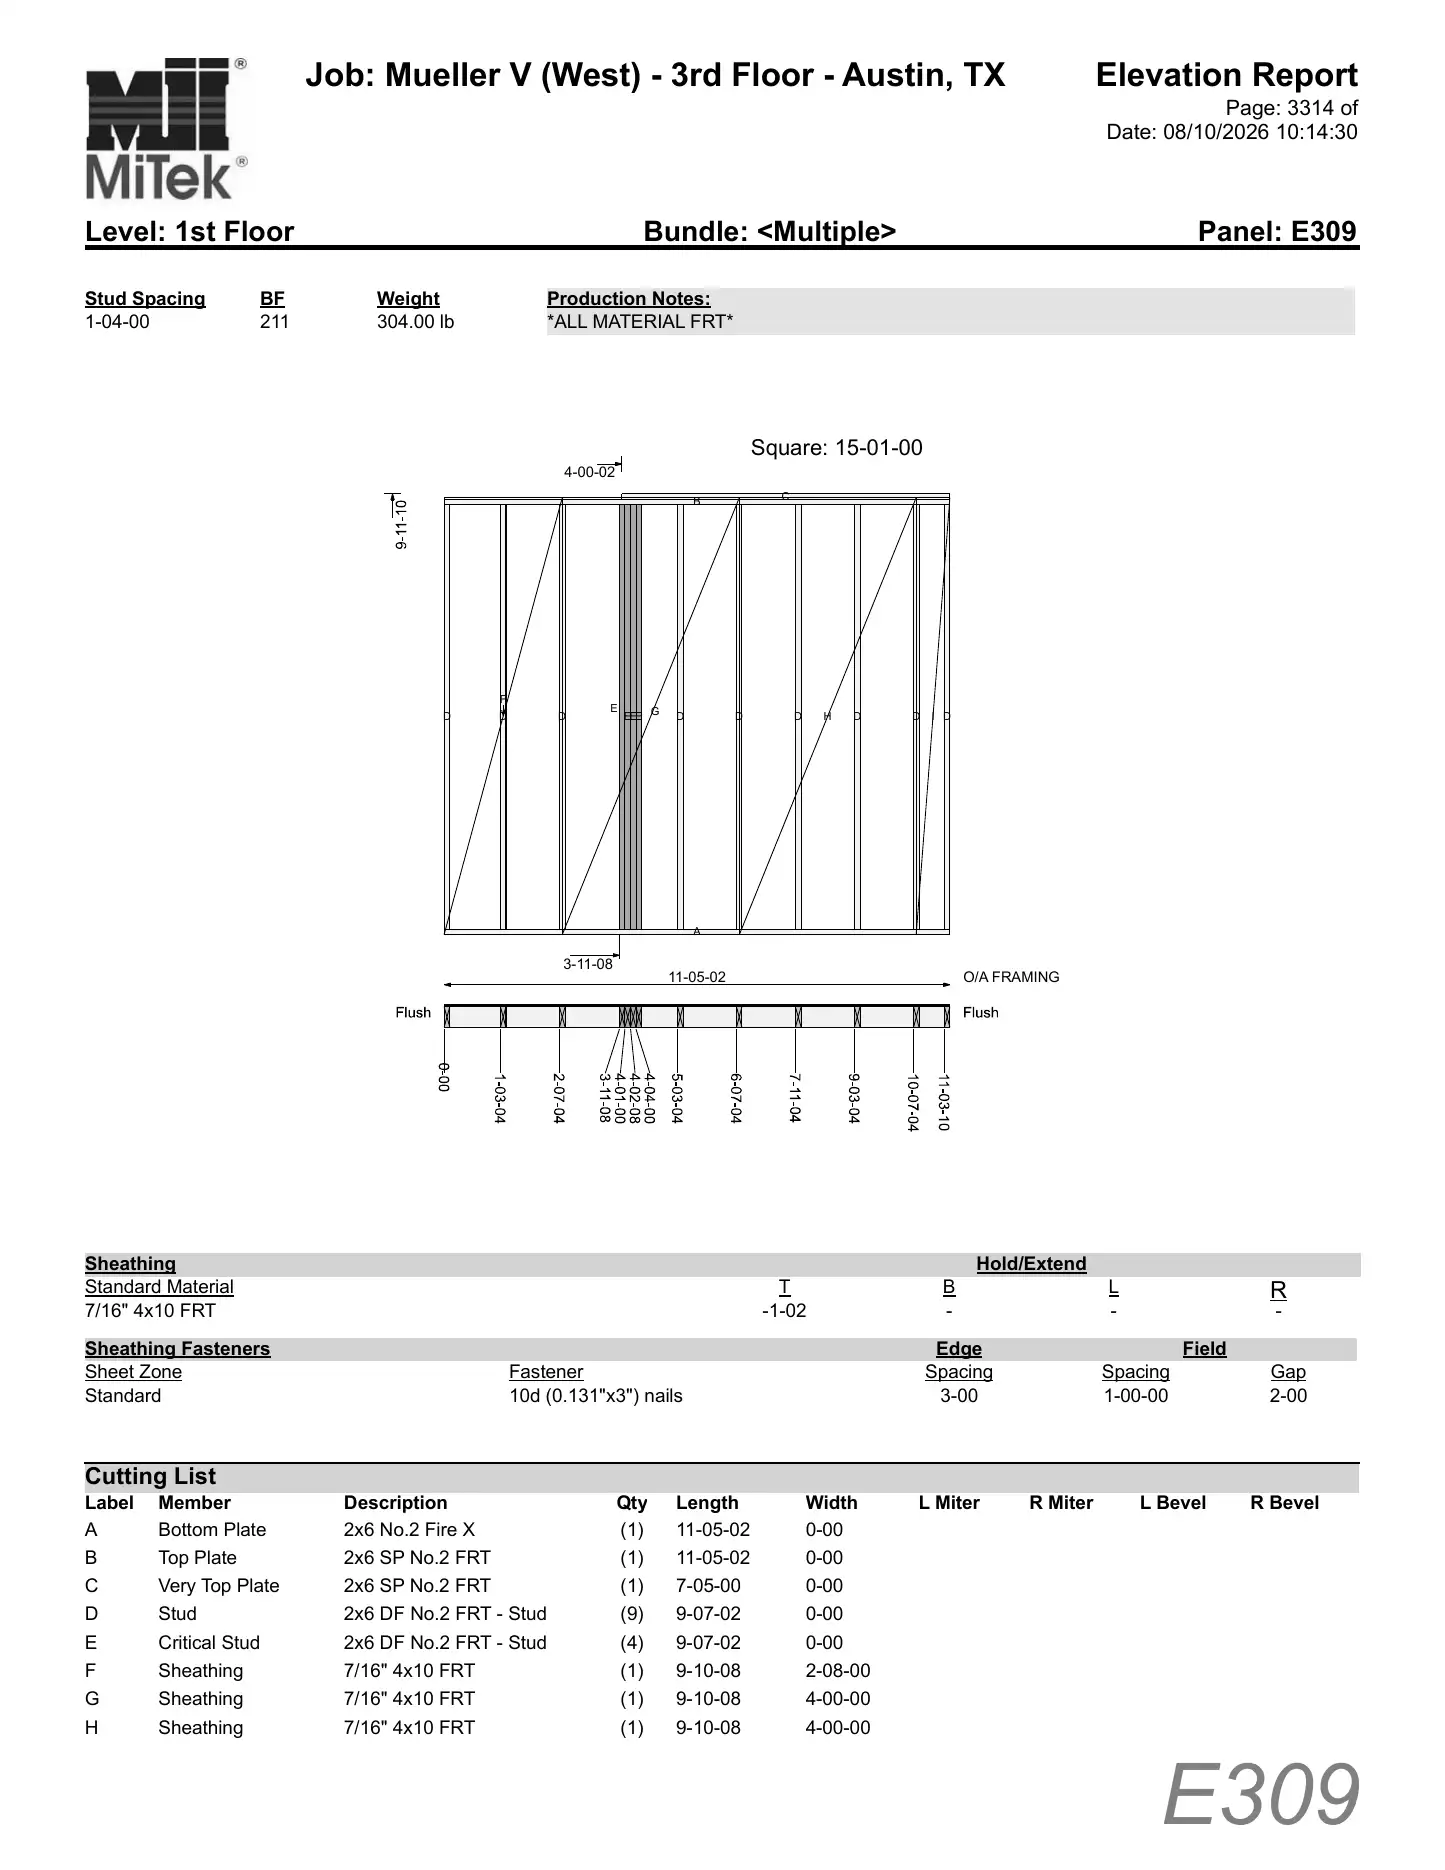 Job: Mueller V (West) - 3rd Floor - Austin, TX
Elevation Report
Page: 3314 of
Date: 08/10/2026 10:14:30
MiTek®
Level: 1st Floor Bundle: <Multiple> Panel: E309
Stud Spacing BF Weight Production Notes:
1-04-00 211 304.00 lb *ALL MATERIAL FRT*
Square: 15-01-00
4-00-02
9-11-10
B C
F
E G
D D D E E E D D D H D D D
A
3-11-08
11-05-02 O/A FRAMING
Flush Flush
0-00
1-03-04
2-07-04
3-11-08
4-01-00
4-02-08
4-04-00
5-03-04
6-07-04
7-11-04
9-03-04
10-07-04
11-03-10
Sheathing Hold/Extend
Standard Material T B L R
7/16" 4x10 FRT -1-02 - - -
Sheathing Fasteners Edge Field
Sheet Zone Fastener Spacing Spacing Gap
Standard 10d (0.131"x3") nails 3-00 1-00-00 2-00
Cutting List
Label Member Description Qty Length Width L Miter R Miter L Bevel R Bevel
A Bottom Plate 2x6 No.2 Fire X (1) 11-05-02 0-00
B Top Plate 2x6 SP No.2 FRT (1) 11-05-02 0-00
C Very Top Plate 2x6 SP No.2 FRT (1) 7-05-00 0-00
D Stud 2x6 DF No.2 FRT - Stud (9) 9-07-02 0-00
E Critical Stud 2x6 DF No.2 FRT - Stud (4) 9-07-02 0-00
F Sheathing 7/16" 4x10 FRT (1) 9-10-08 2-08-00
G Sheathing 7/16" 4x10 FRT (1) 9-10-08 4-00-00
H Sheathing 7/16" 4x10 FRT (1) 9-10-08 4-00-00
E309